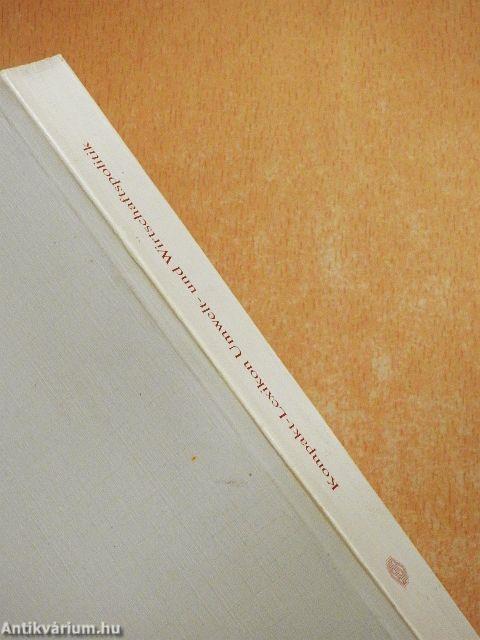 Kompakt-Lexikon Umwelt- und Wirtschaftspolitik
Antikvárium.hu